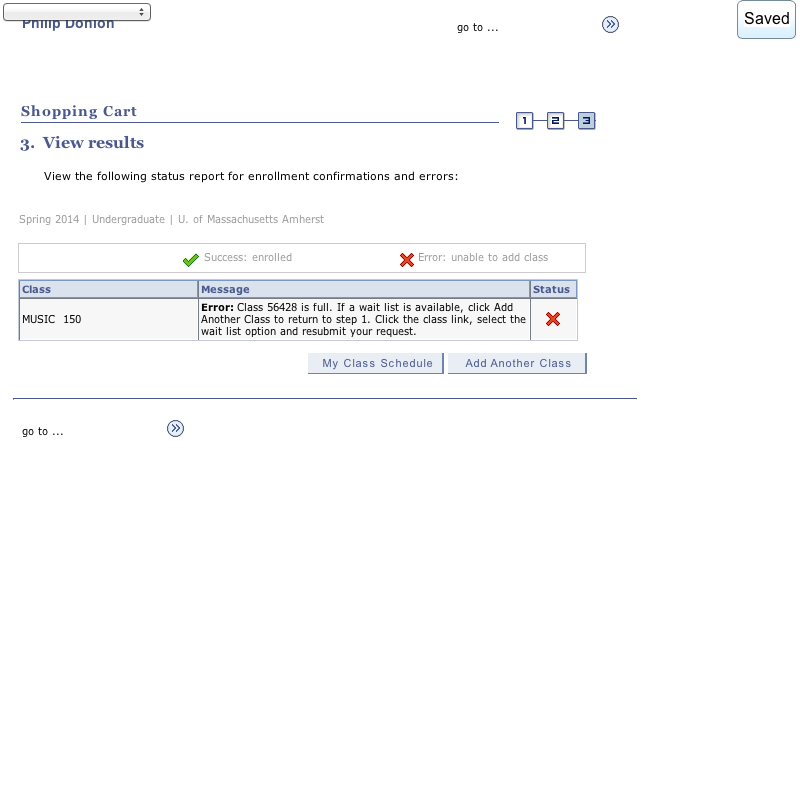 Philip Donlon
go to ...
Saved
Shopping Cart
1 2 3
3. View results
View the following status report for enrollment confirmations and errors:
Spring 2014 | Undergraduate | U. of Massachusetts Amherst
Success: enrolled
Error: unable to add class
Class Message Status
MUSIC 150
Error: Class 56428 is full. If a wait list is available, click Add
Another Class to return to step 1. Click the class link, select the
wait list option and resubmit your request.
My Class Schedule
Add Another Class
go to ...